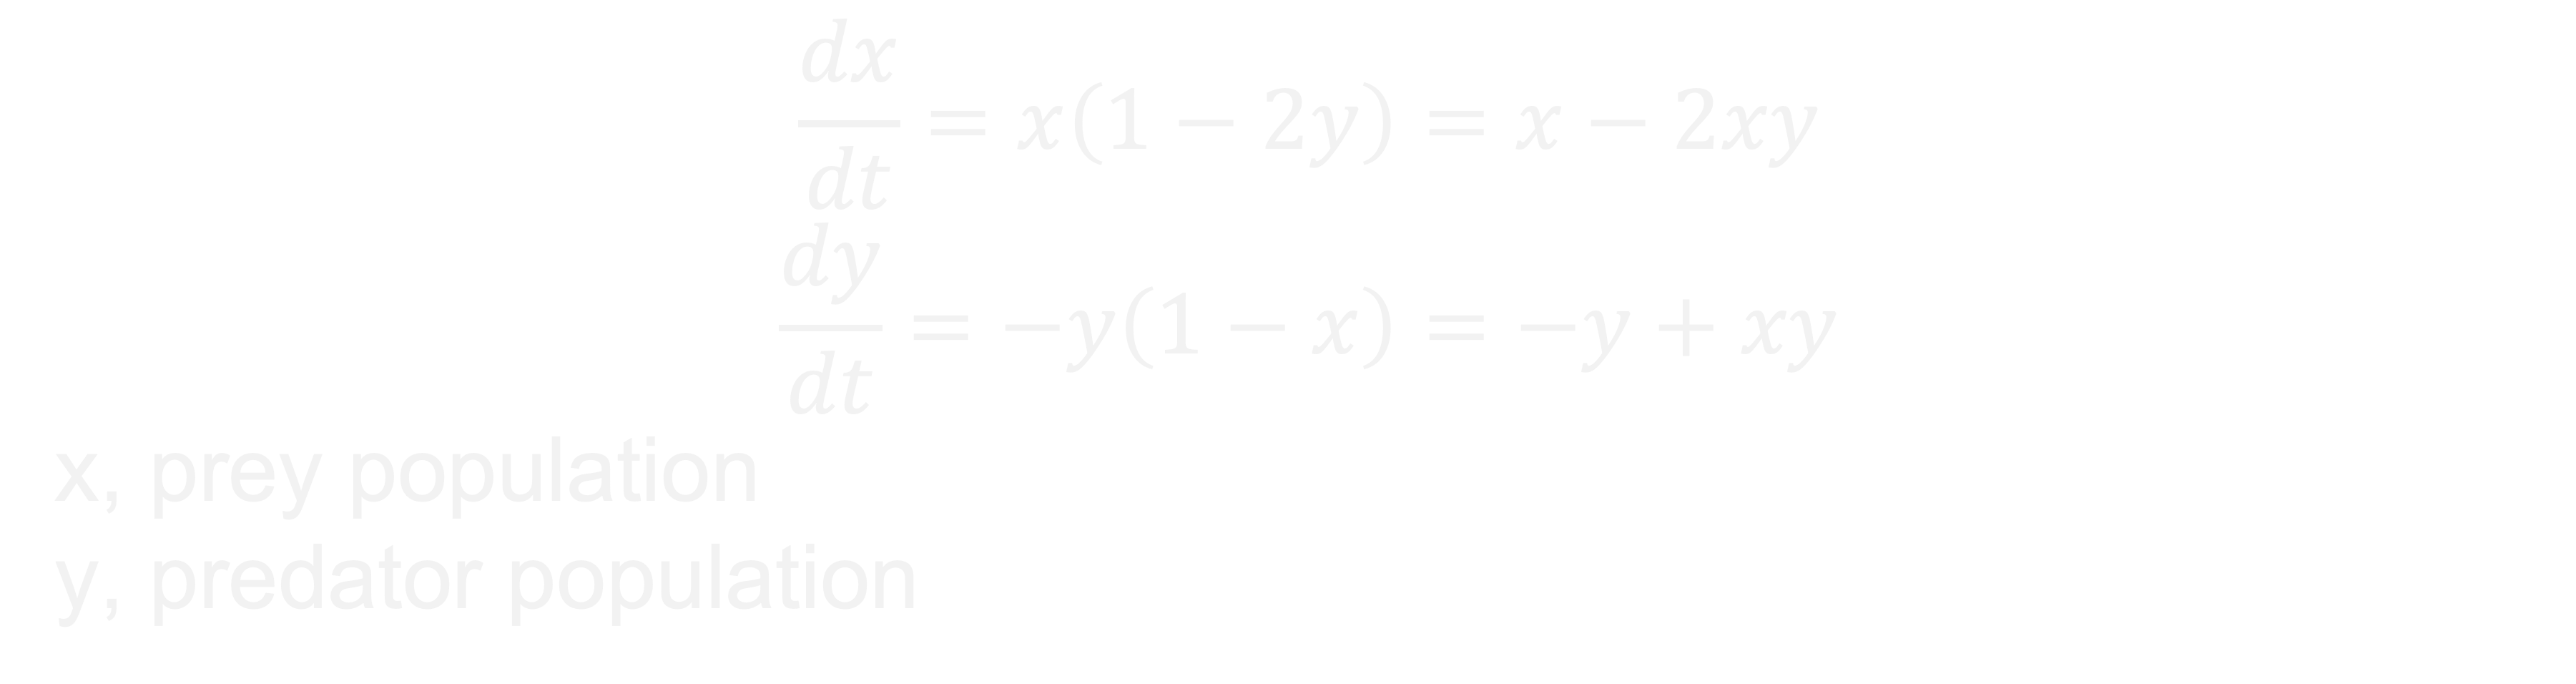 dx/dt = x(1 − 2y) = x − 2xy
dy/dt = −y(1 − x) = −y + xy
x, prey population
y, predator population